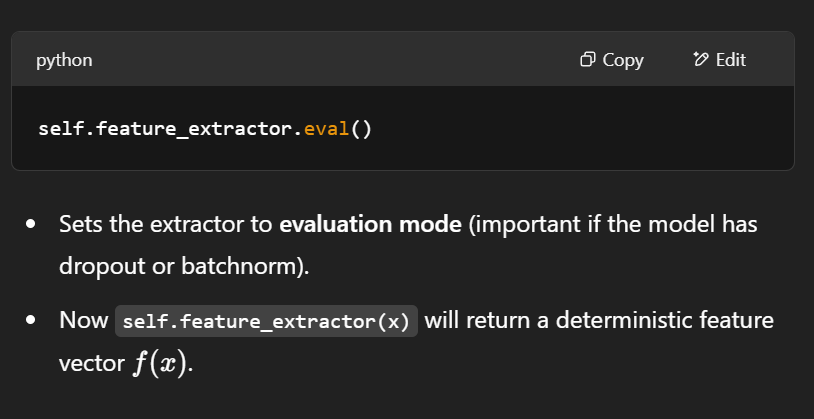 python Copy Edit
self.feature_extractor.eval()
• Sets the extractor to evaluation mode (important if the model has
dropout or batchnorm).
• Now self.feature_extractor(x) will return a deterministic feature
vector f(x).